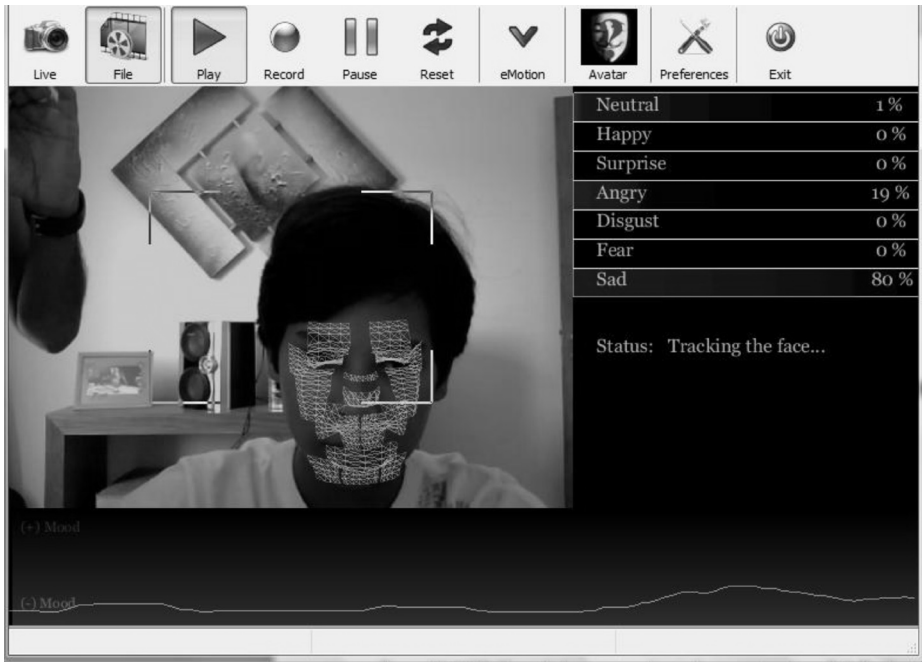 Live File Play Record Pause Reset eMotion Avatar Preferences Exit
Neutral 1 %
Happy 0 %
Surprise 0 %
Angry 19 %
Disgust 0 %
Fear 0 %
Sad 80 %
Status: Tracking the face...
(+) Mood
(-) Mood